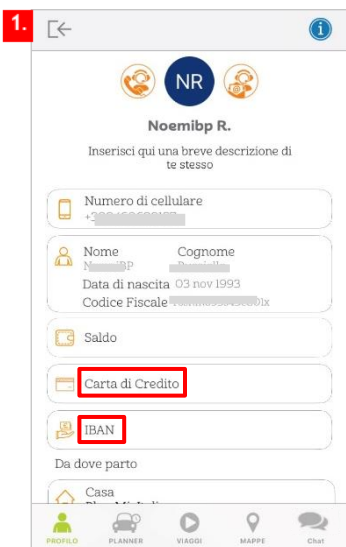 1.
NR
Noemibp R.
Inserisci qui una breve descrizione di
te stesso
Numero di cellulare
Nome Cognome
Data di nascita 03 nov 1993
Codice Fiscale
Saldo
Carta di Credito
IBAN
Da dove parto
Casa
PROFILO PLANNER VIAGGI MAPPE Chat